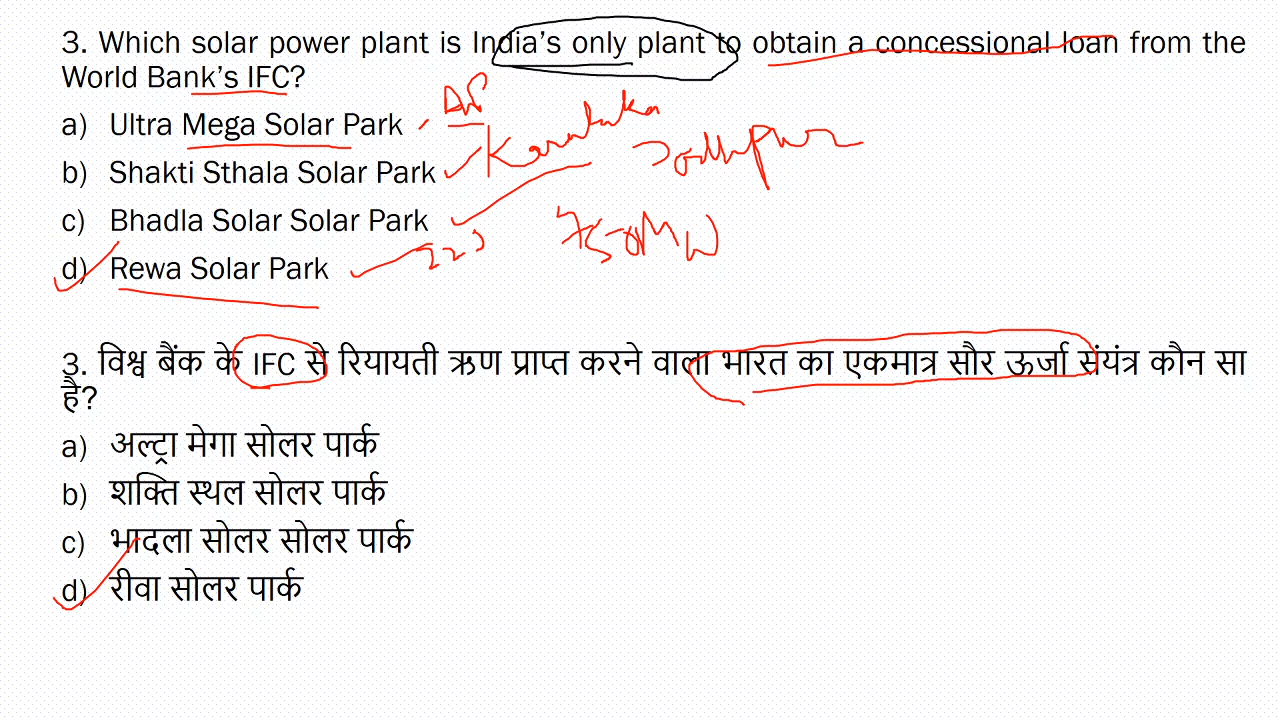 3. Which solar power plant is India's only plant to obtain a concessional loan from the
World Bank's IFC?
a) Ultra Mega Solar Park AP
b) Shakti Sthala Solar Park Karnataka
c) Bhadla Solar Solar Park Jodhpur
d) Rewa Solar Park 750MW
3. विश्व बैंक के IFC से रियायती ऋण प्राप्त करने वाला भारत का एकमात्र सौर ऊर्जा संयंत्र कौन सा
है?
a) अल्ट्रा मेगा सोलर पार्क
b) शक्ति स्थल सोलर पार्क
c) भादला सोलर सोलर पार्क
d) रीवा सोलर पार्क